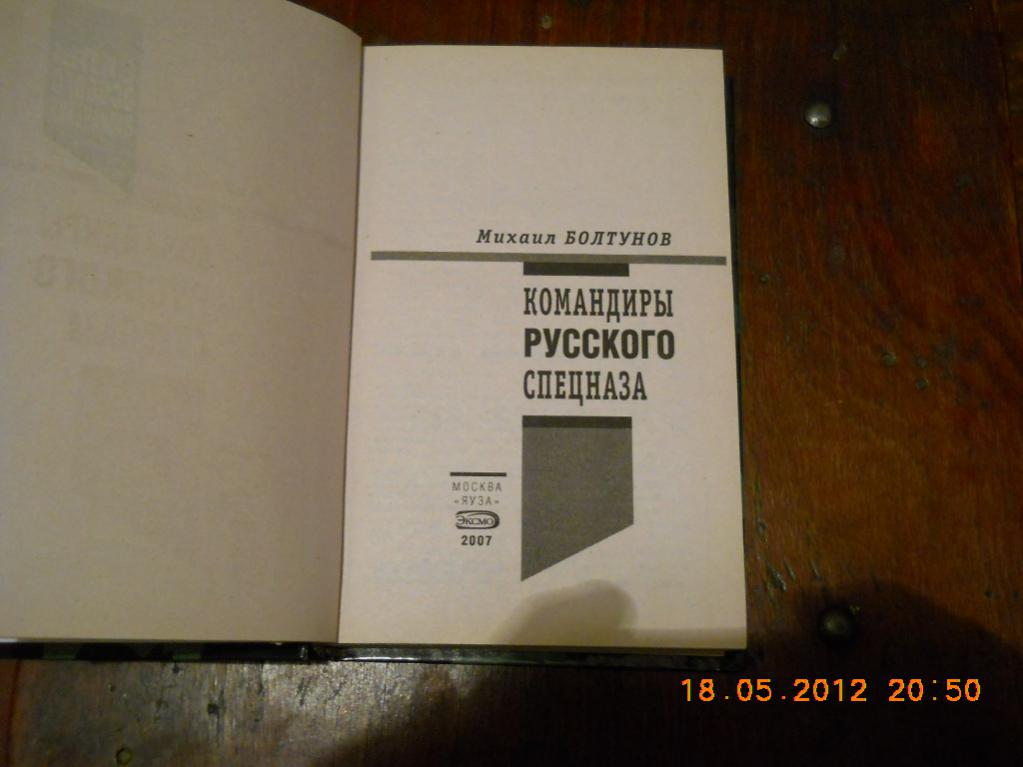 Михаил БОЛТУНОВ
КОМАНДИРЫ
РУССКОГО
СПЕЦНАЗА
МОСКВА
«ЯУЗА»
ЭКСМО
2007
18.05.2012 20:50